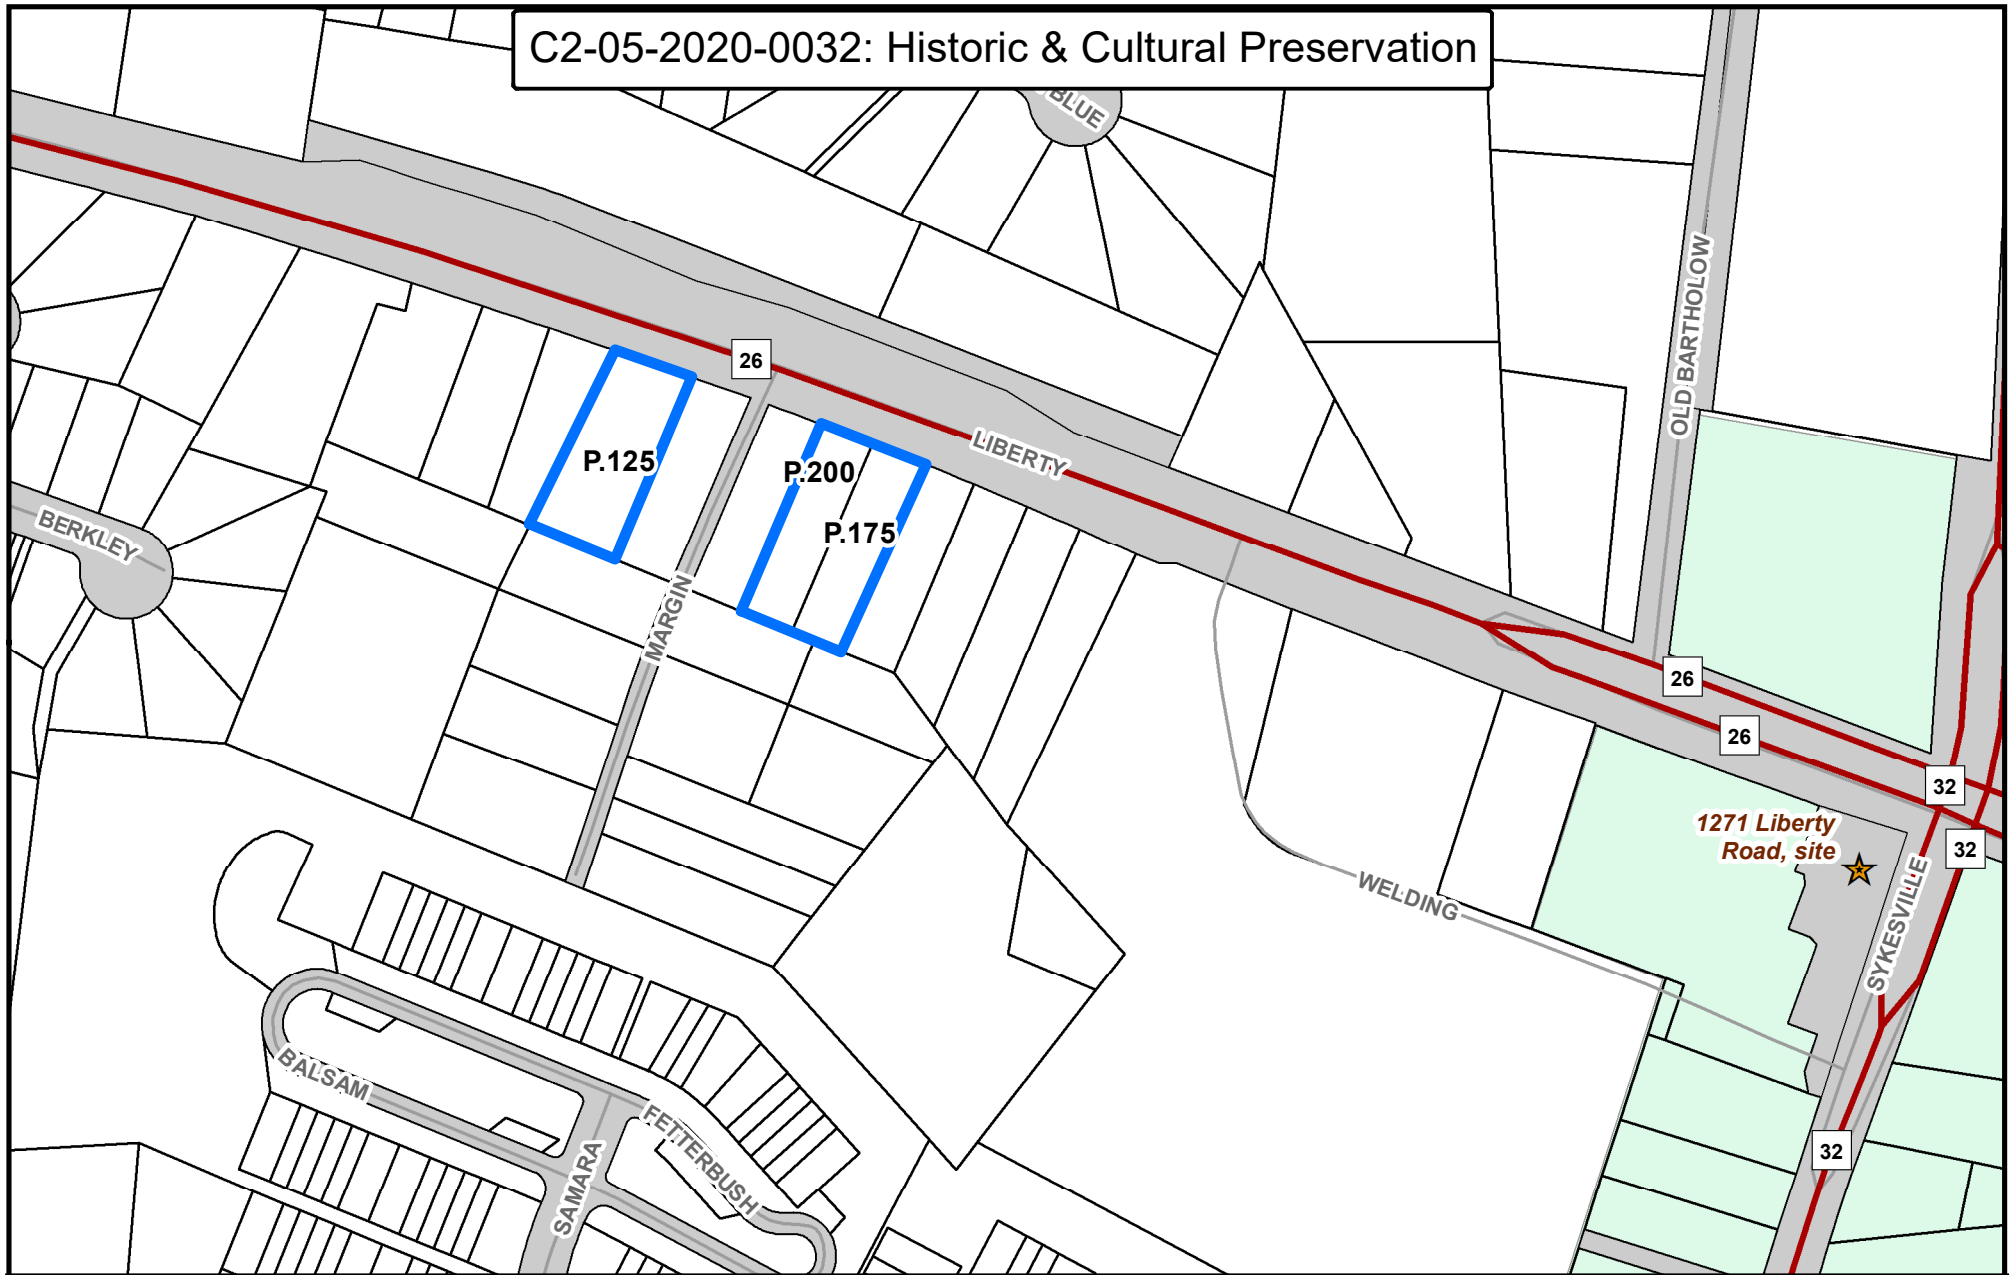 C2-05-2020-0032: Historic & Cultural Preservation
BLUE
OLD BARTHOLOW
26
LIBERTY
P.125
P.200
P.175
BERKLEY
MARGIN
26
26
32
1271 Liberty
Road, site
32
SYKESVILLE
WELDING
BALSAM
FETTERBUSH
SAMARA
32